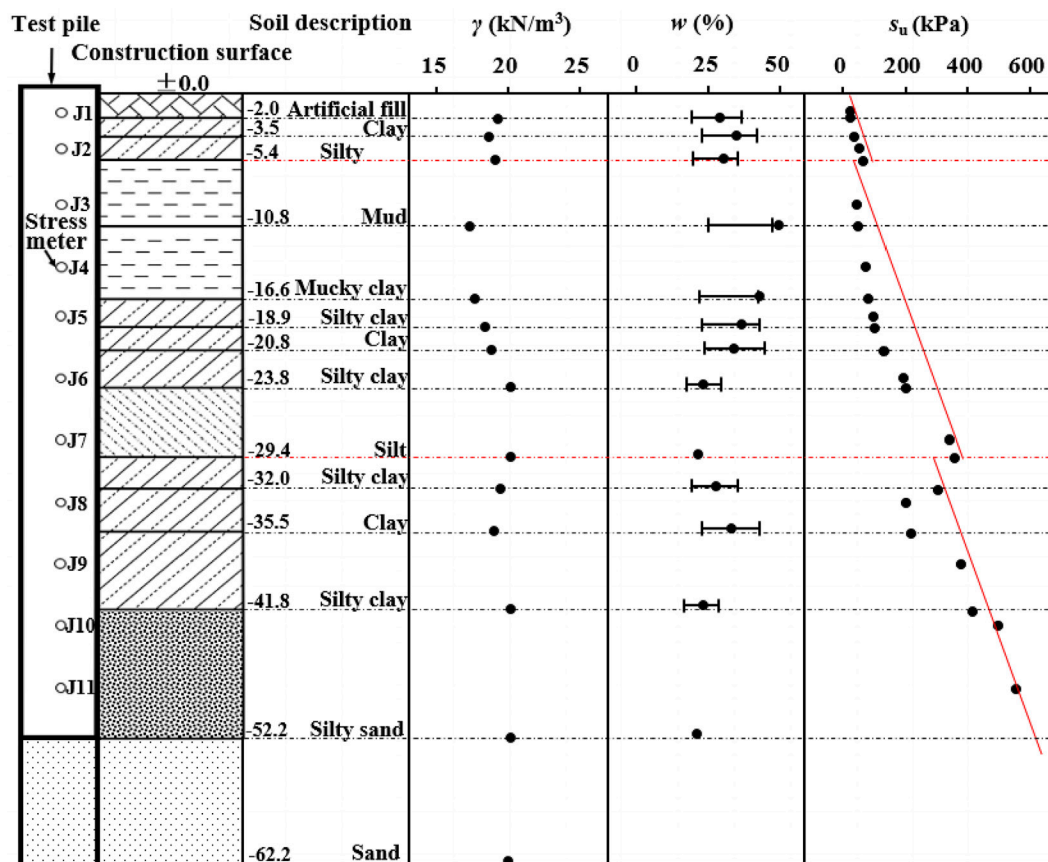 Test pile Soil description γ (kN/m³) w (%) su (kPa)
Construction surface
15 20 25 0 25 50 0 200 400 600
±0.0
J1 -2.0 Artificial fill
-3.5 Clay
J2 -5.4 Silty
J3
-10.8 Mud
Stress
meter
J4
-16.6 Mucky clay
J5 -18.9 Silty clay
-20.8 Clay
J6 -23.8 Silty clay
J7
-29.4 Silt
-32.0 Silty clay
J8
-35.5 Clay
J9
-41.8 Silty clay
J10
J11
-52.2 Silty sand
-62.2 Sand